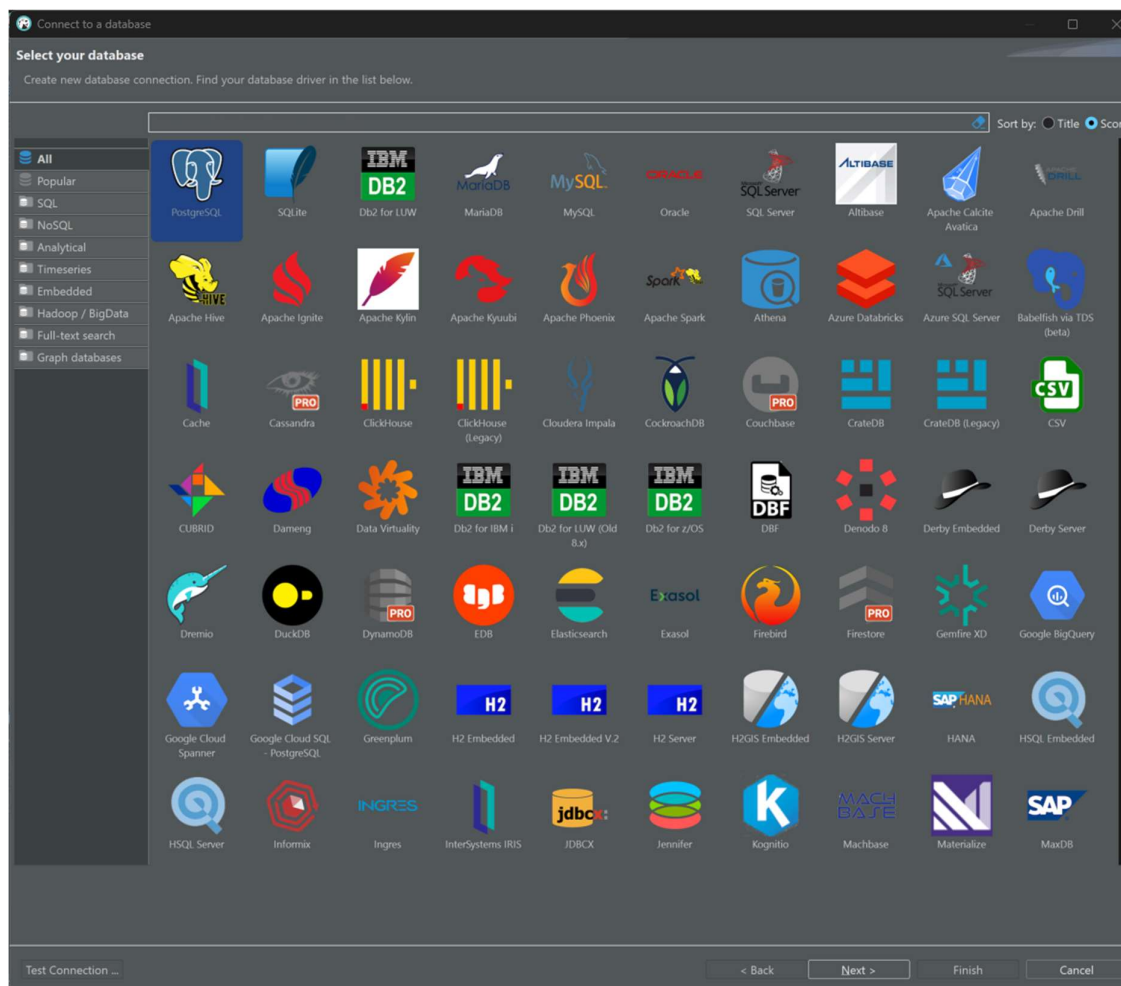 Connect to a database
Select your database
Create new database connection. Find your database driver in the list below.
Sort by: Title Scor
All
Popular
SQL
NoSQL
Analytical
Timeseries
Embedded
Hadoop / BigData
Full-text search
Graph databases
IBM
DB2
MariaDB
MySQL
ORACLE
Microsoft
SQL Server
ALTIBASE
DRILL
PostgreSQL
SQLite
Db2 for LUW
MariaDB
MySQL
Oracle
SQL Server
Altibase
Apache Calcite
Avatica
Apache Drill
HIVE
Spark
SQL Server
Apache Hive
Apache Ignite
Apache Kylin
Apache Kyuubi
Apache Phoenix
Apache Spark
Athena
Azure Databricks
Azure SQL Server
Babelfish via TDS
(beta)
PRO
PRO
CSV
Cache
Cassandra
ClickHouse
ClickHouse
(Legacy)
Cloudera Impala
CockroachDB
Couchbase
CrateDB
CrateDB (Legacy)
CSV
IBM
DB2
IBM
DB2
IBM
DB2
DBF
CUBRID
Dameng
Data Virtuality
Db2 for IBM i
Db2 for LUW (Old
8.x)
Db2 for z/OS
DBF
Denodo 8
Derby Embedded
Derby Server
PRO
Exasol
PRO
Dremio
DuckDB
DynamoDB
EDB
Elasticsearch
Exasol
Firebird
Firestore
Gemfire XD
Google BigQuery
H2
H2
H2
SAP HANA
Google Cloud
Spanner
Google Cloud SQL
- PostgreSQL
Greenplum
H2 Embedded
H2 Embedded V.2
H2 Server
H2GIS Embedded
H2GIS Server
HANA
HSQL Embedded
INGRES
jdbcx:
K
MACH
BASE
SAP
HSQL Server
Informix
Ingres
InterSystems IRIS
JDBCX
Jennifer
Kognitio
Machbase
Materialize
MaxDB
Test Connection ...
< Back
Next >
Finish
Cancel